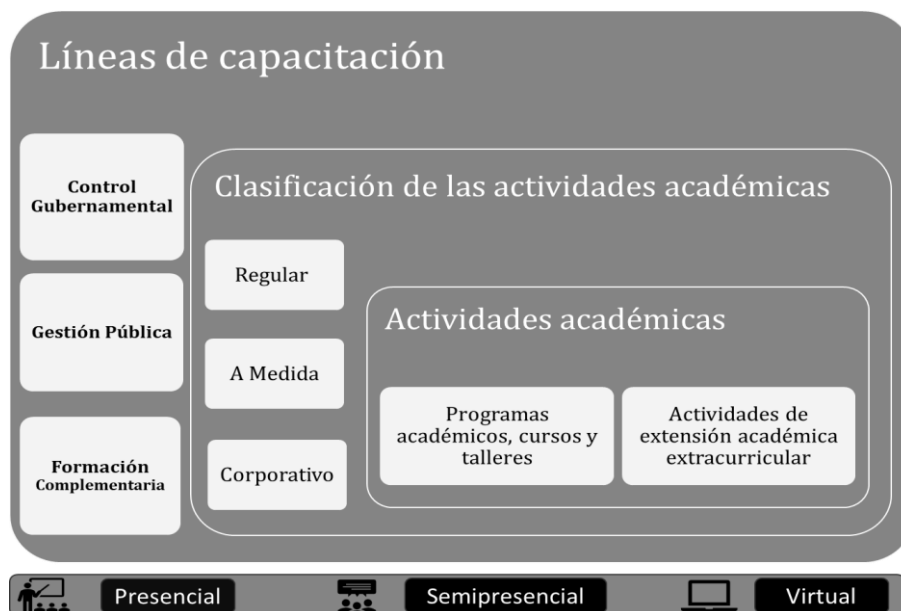 Líneas de capacitación
Control
Gubernamental
Gestión Pública
Formación
Complementaria
Clasificación de las actividades académicas
Regular
A Medida
Corporativo
Actividades académicas
Programas
académicos, cursos y
talleres
Actividades de
extensión académica
extracurricular
Presencial
Semipresencial
Virtual